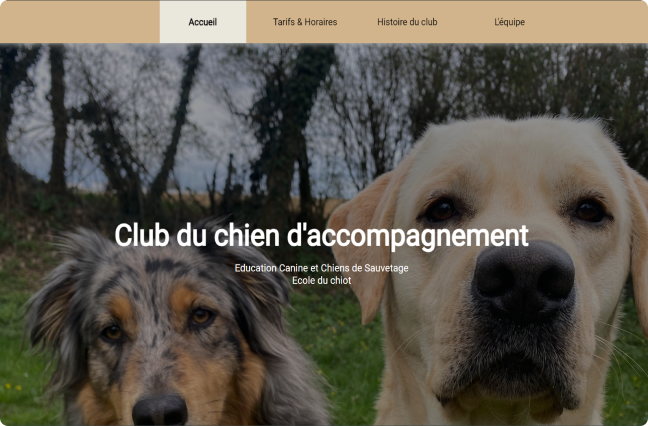 Accueil
Tarifs & Horaires
Histoire du club
L'équipe
Club du chien d'accompagnement
Education Canine et Chiens de Sauvetage
Ecole du chiot